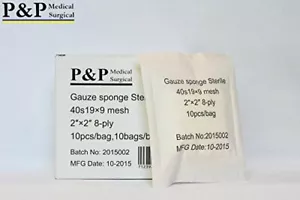 P&P Medical
Surgical
P&P Medical
Surgical
Gauze sponge Sterile
40s19×9 mesh
2"×2" 8-ply
10pcs/bag,10bags/b
Batch No: 2015002
MFG Date: 10-2015
Gauze sponge Sterile
40s19×9 mesh
2"×2" 8-ply
10pcs/bag
Batch No: 2015002
MFG Date: 10-2015